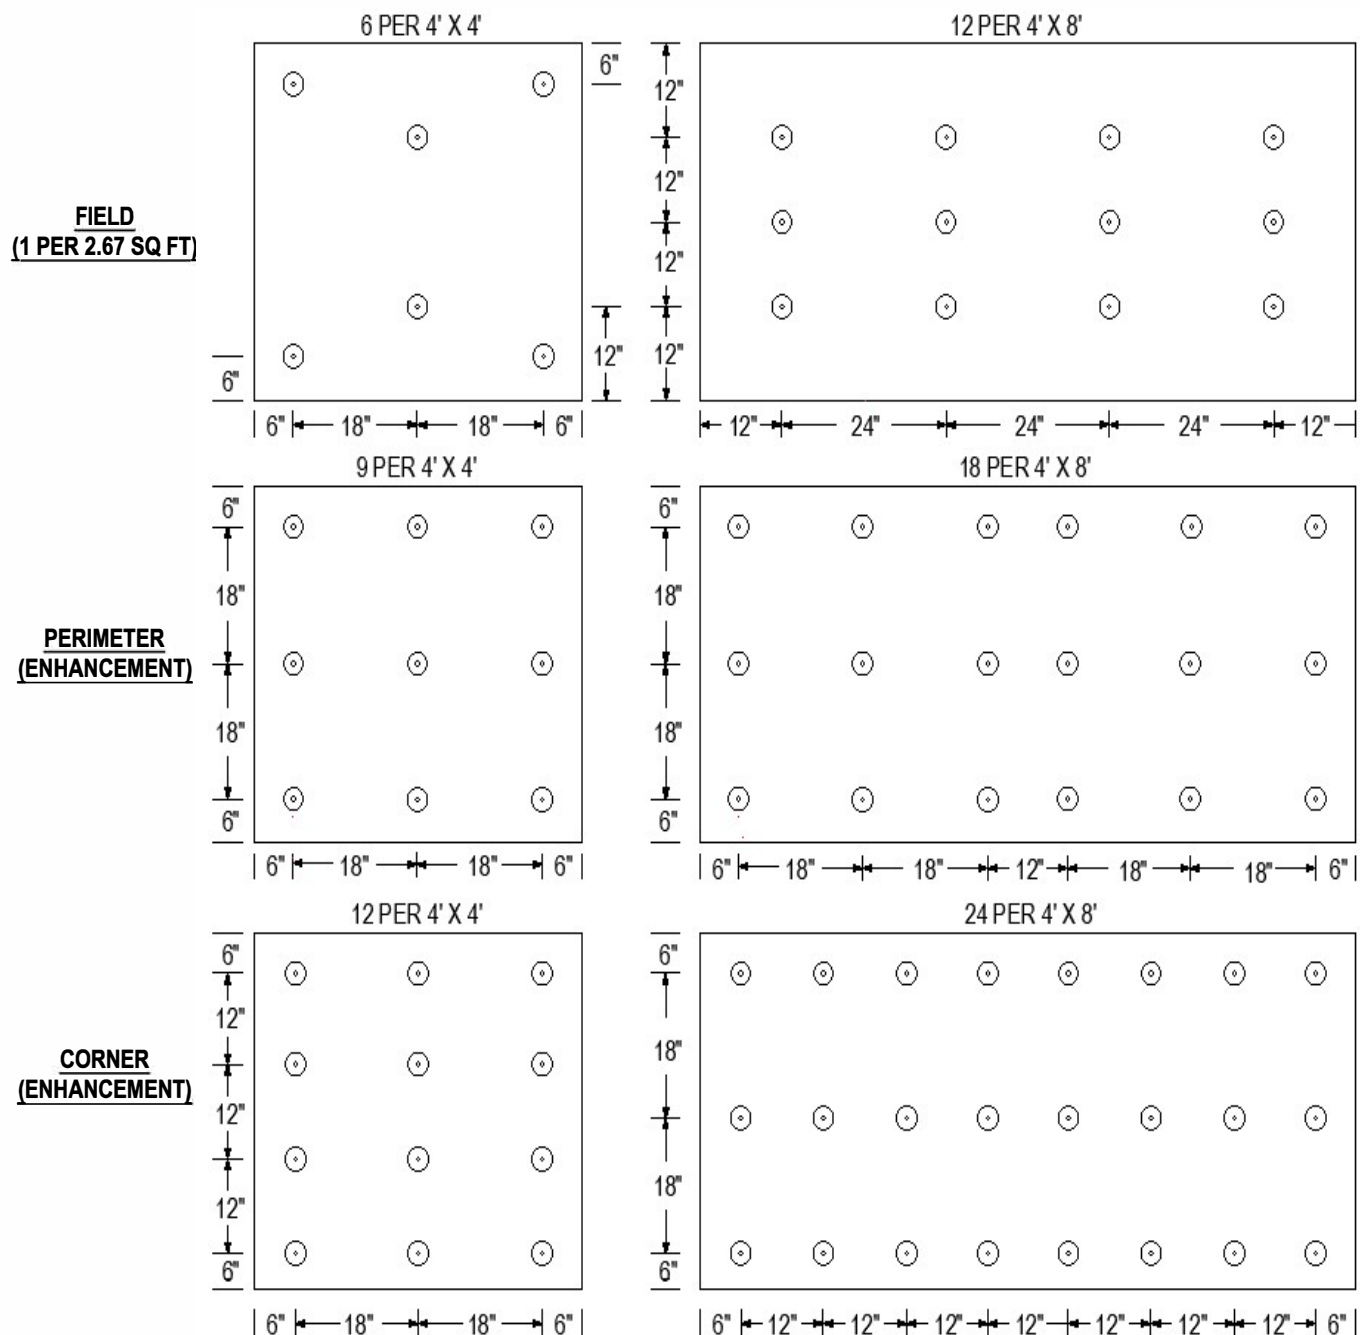 6 PER 4' X 4'
12 PER 4' X 8'
FIELD
(1 PER 2.67 SQ FT)
6"
12"
12"
12"
12"
12"
6"
6" 18" 18" 6"
12" 24" 24" 24" 12"
9 PER 4' X 4'
18 PER 4' X 8'
PERIMETER
(ENHANCEMENT)
6"
18"
18"
6"
6"
18"
18"
6"
6" 18" 18" 6"
6" 18" 18" 12" 18" 18" 6"
12 PER 4' X 4'
24 PER 4' X 8'
CORNER
(ENHANCEMENT)
6"
12"
12"
12"
6"
6"
18"
18"
6"
6" 18" 18" 6"
6" 12" 12" 12" 12" 12" 12" 12" 6"